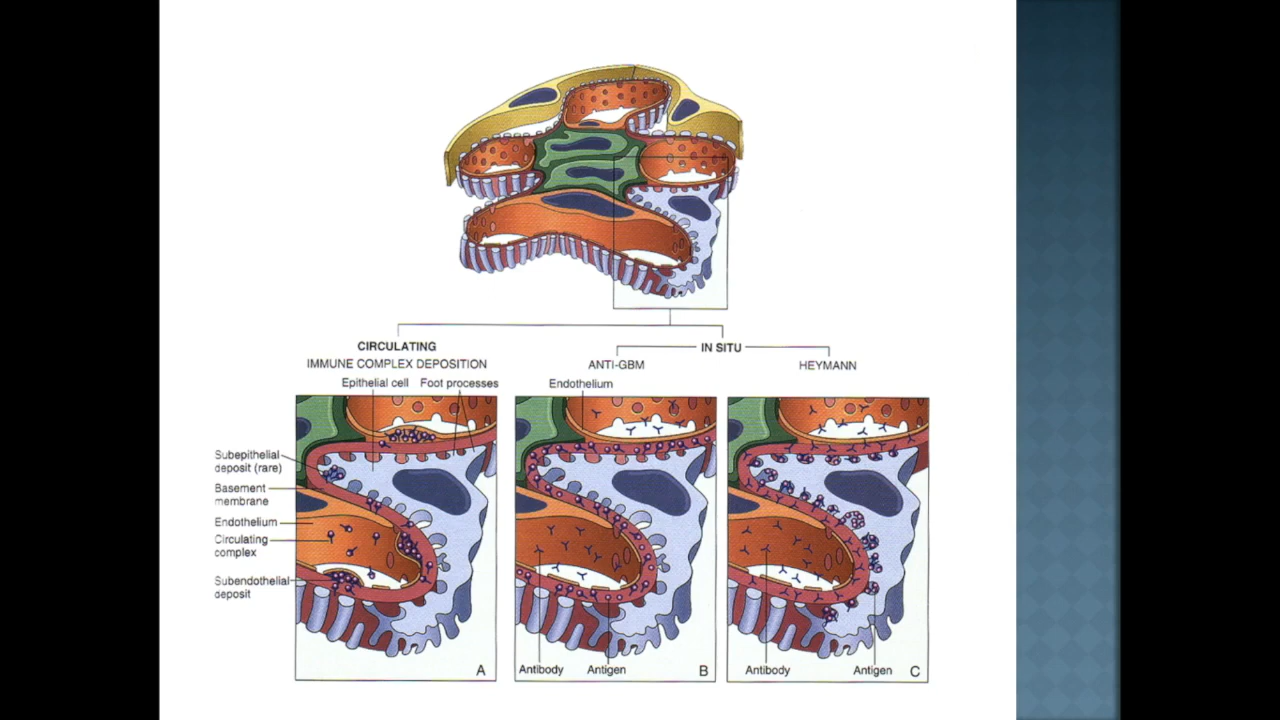 CIRCULATING
IMMUNE COMPLEX DEPOSITION
IN SITU
ANTI-GBM
HEYMANN
Epithelial cell
Foot processes
Subepithelial
deposit (rare)
Basement
membrane
Endothelium
Circulating
complex
Subendothelial
deposit
A
Endothelium
Antibody
Antigen
B
Antibody
Antigen
C